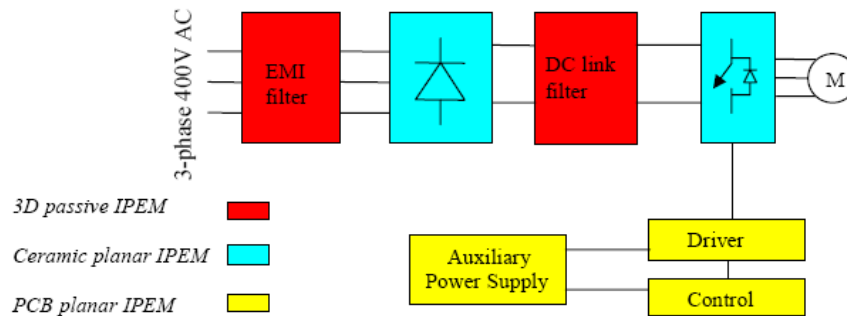 3-phase 400V AC
EMI
filter
DC link
filter
M
3D passive IPEM
Ceramic planar IPEM
PCB planar IPEM
Auxiliary
Power Supply
Driver
Control